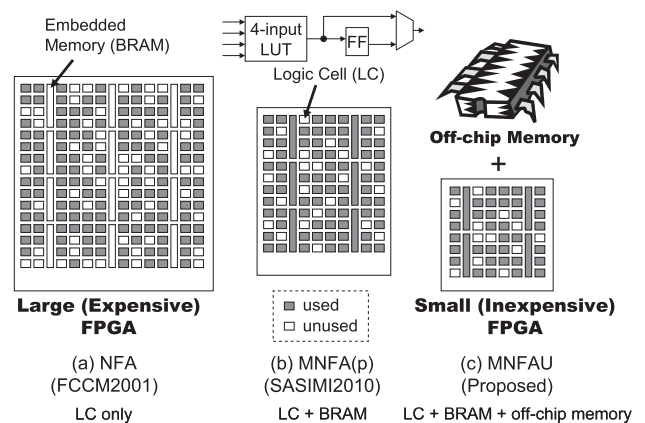 Embedded
Memory (BRAM)
4-input
LUT
FF
Logic Cell (LC)
Off-chip Memory
+
Large (Expensive)
FPGA
used
unused
Small (Inexpensive)
FPGA
(a) NFA
(FCCM2001)
LC only
(b) MNFA(p)
(SASIMI2010)
LC + BRAM
(c) MNFAU
(Proposed)
LC + BRAM + off-chip memory